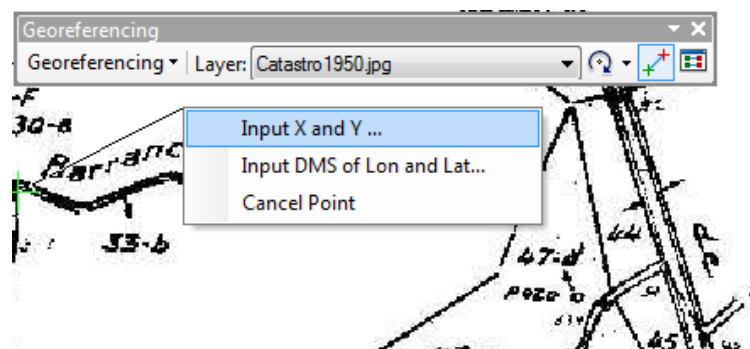 Georeferencing
Georeferencing Layer: Catastro1950.jpg
30-a
Barranc
Input X and Y ...
Input DMS of Lon and Lat...
Cancel Point
33-b
44
47-d
Pozo
45